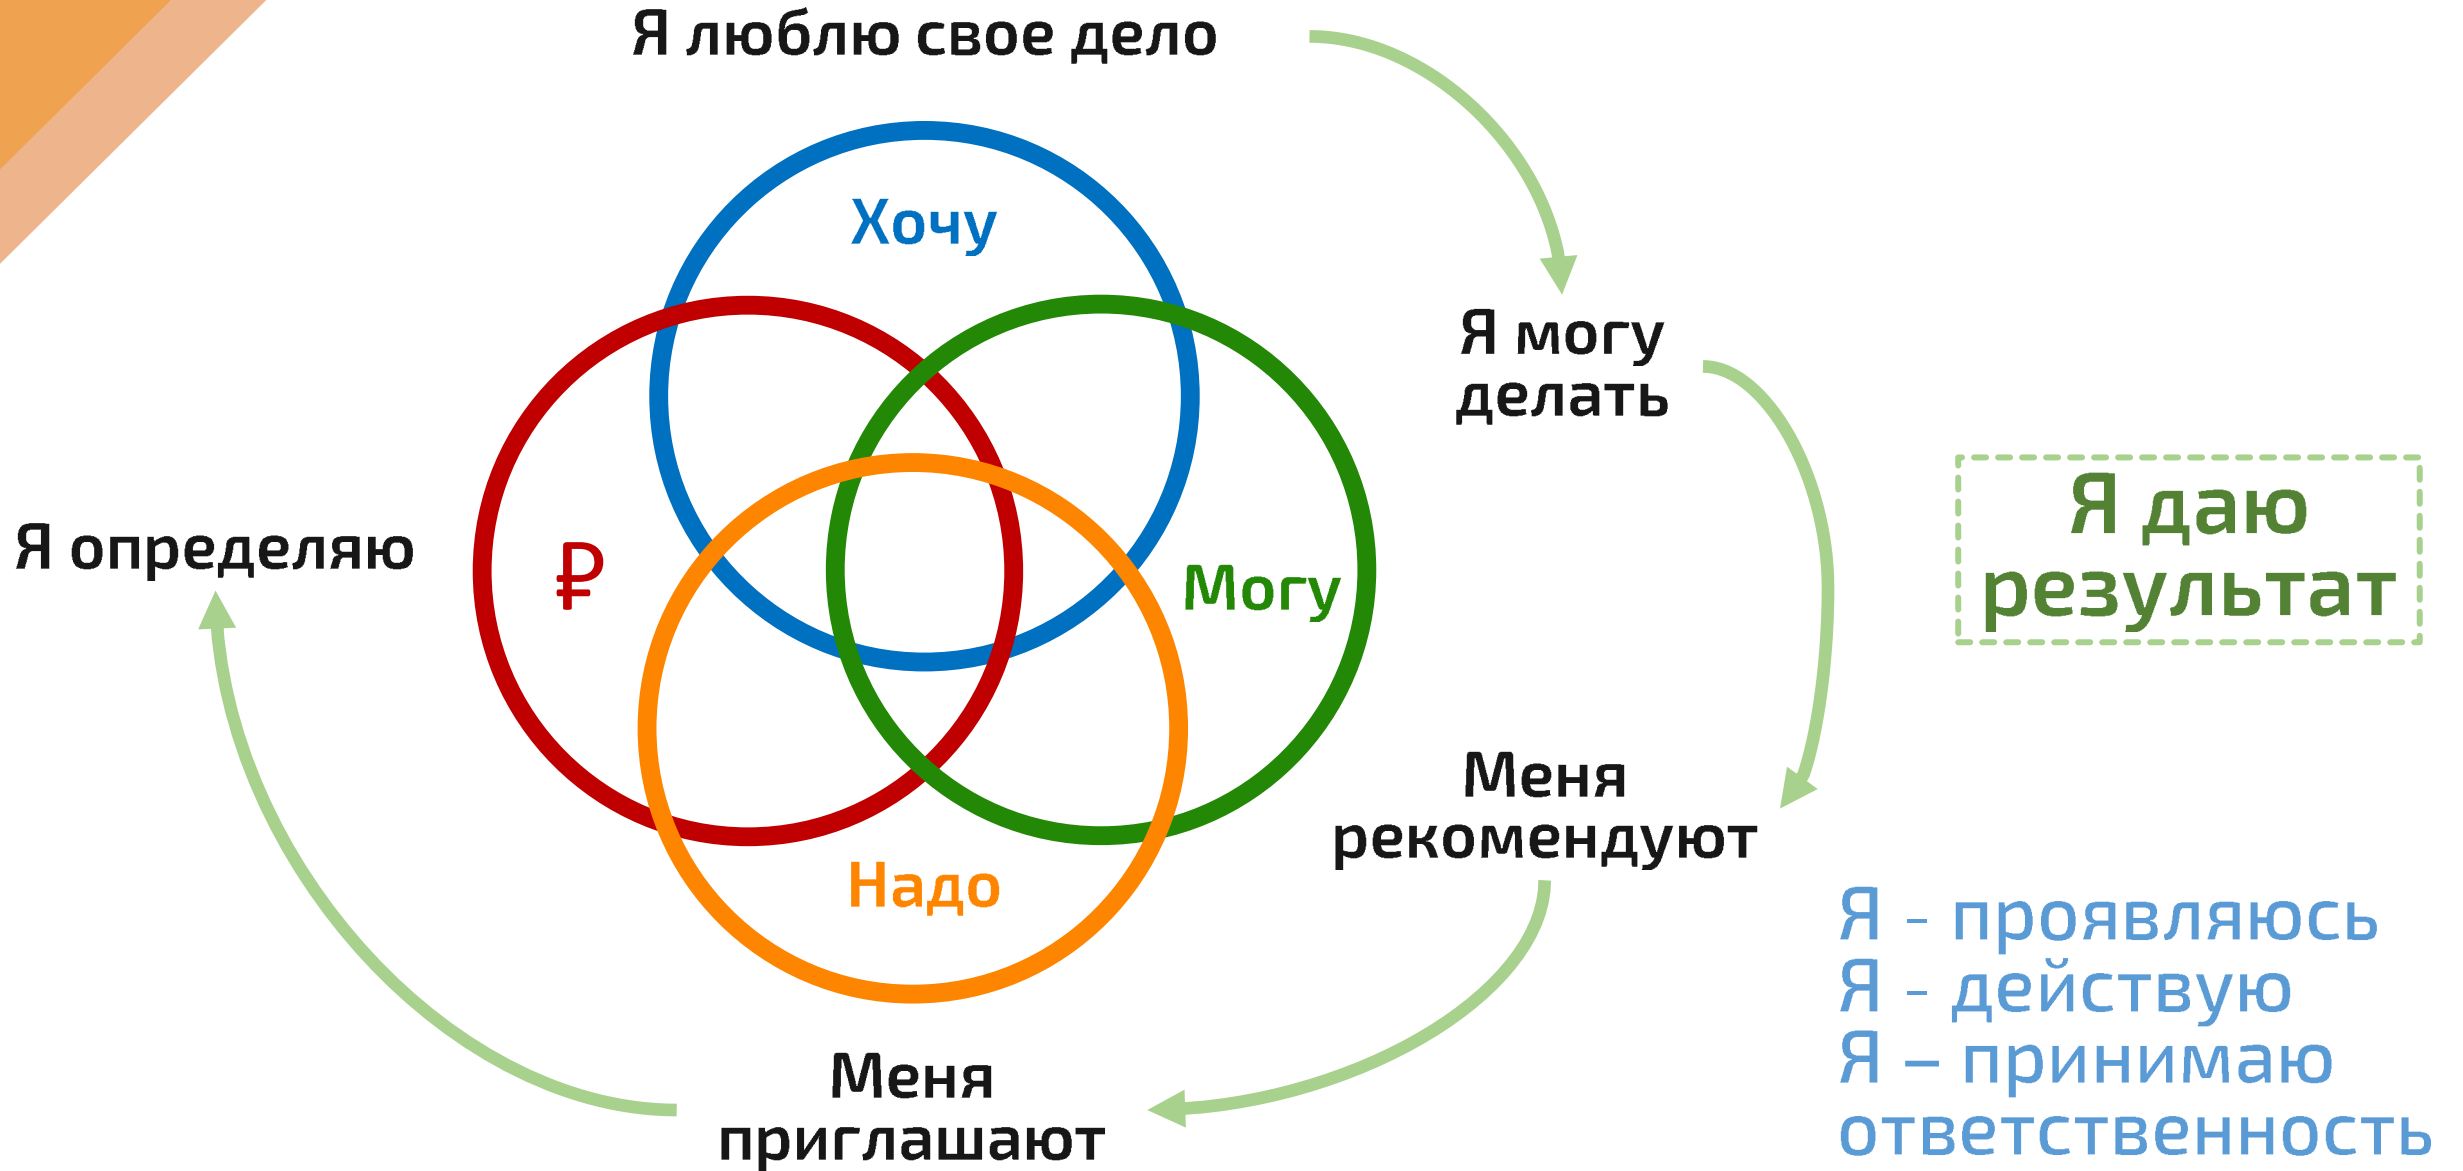 Я люблю свое дело
Хочу
Я могу
делать
Я даю
результат
Я определяю
₽
Могу
Меня
рекомендуют
Надо
Я - проявляюсь
Я - действую
Я – принимаю
ответственность
Меня
приглашают